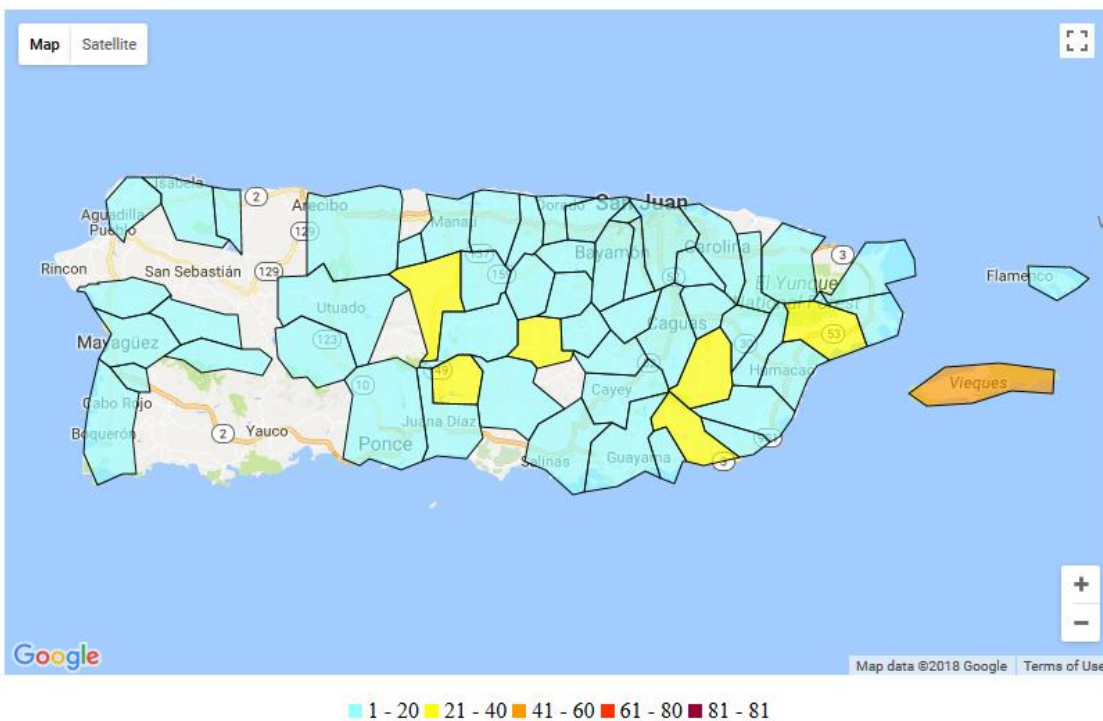 Map Satellite
Isabela
2
Arecibo
San Juan
Dorado
Manatí
Aguadilla
Pueblo
129
3
Bayamón
Carolina
Rincon
San Sebastián
129
52
Flamenco
El Yunque
National Forest
Utuado
Caguas
53
Mayagüez
123
30
Humacao
149
Vieques
10
Cayey
Cabo Rojo
Juana Díaz
Boquerón
2
Yauco
Ponce
Salinas
Guayama
3
+
−
Google
Map data ©2018 Google Terms of Use
1 - 20 21 - 40 41 - 60 61 - 80 81 - 81